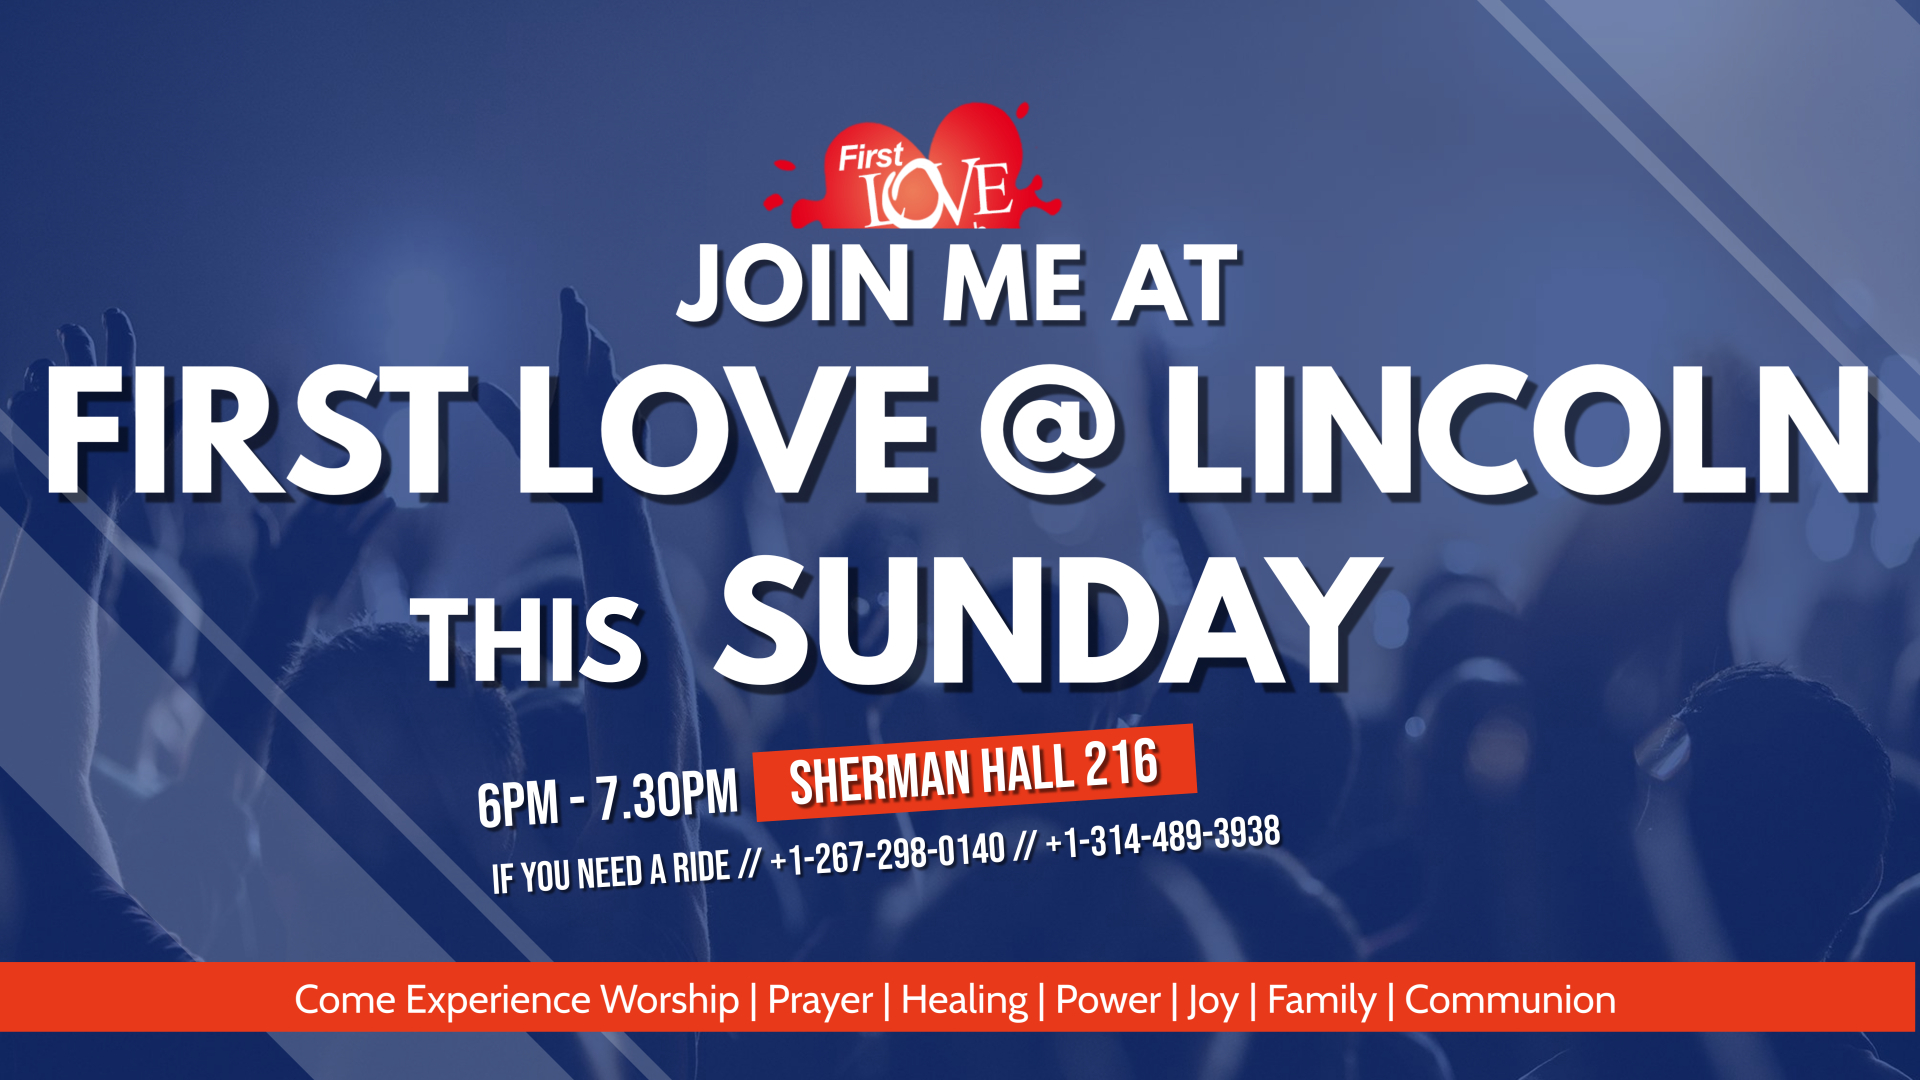 First
LOVE
JOIN ME AT
FIRST LOVE @ LINCOLN
THIS SUNDAY
6PM - 7.30PM SHERMAN HALL 216
IF YOU NEED A RIDE // +1-267-298-0140 // +1-314-489-3938
Come Experience Worship | Prayer | Healing | Power | Joy | Family | Communion